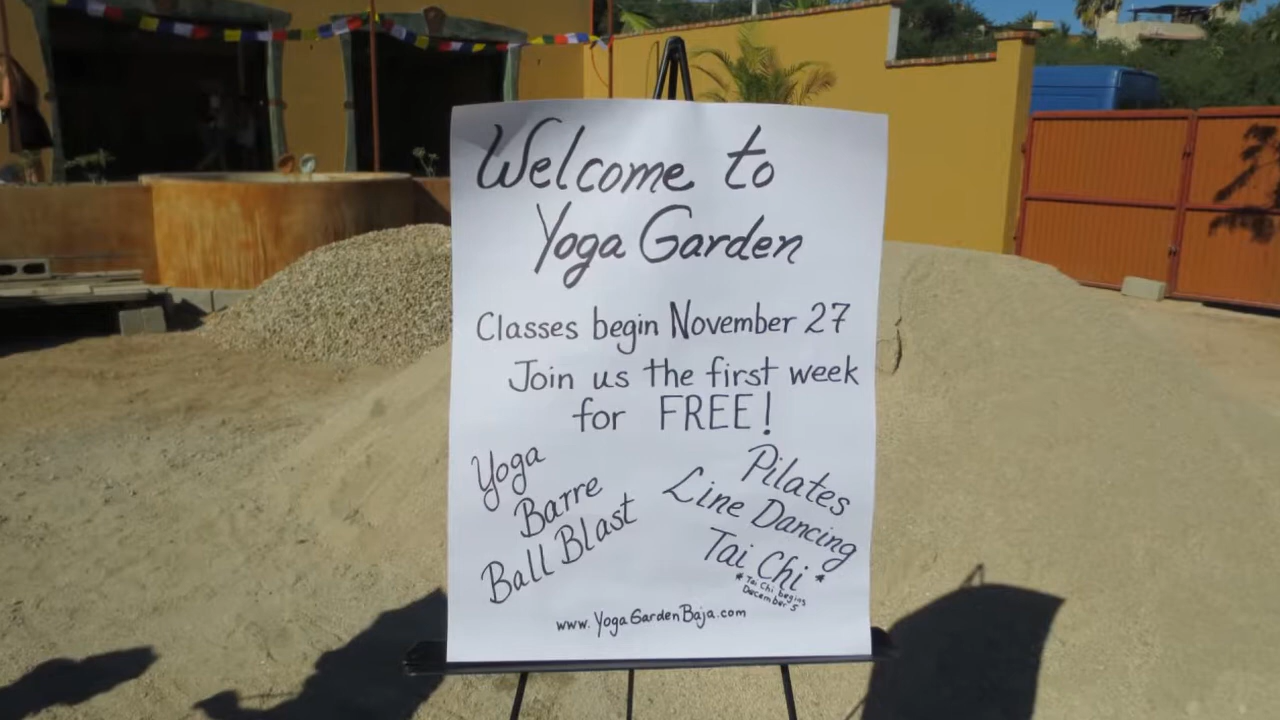 Welcome to
Yoga Garden
Classes begin November 27
Join us the first week
for FREE!
Yoga
Barre
Ball Blast
Pilates
Line Dancing
Tai Chi*
*Tai Chi begins
December 5
www.YogaGardenBaja.com